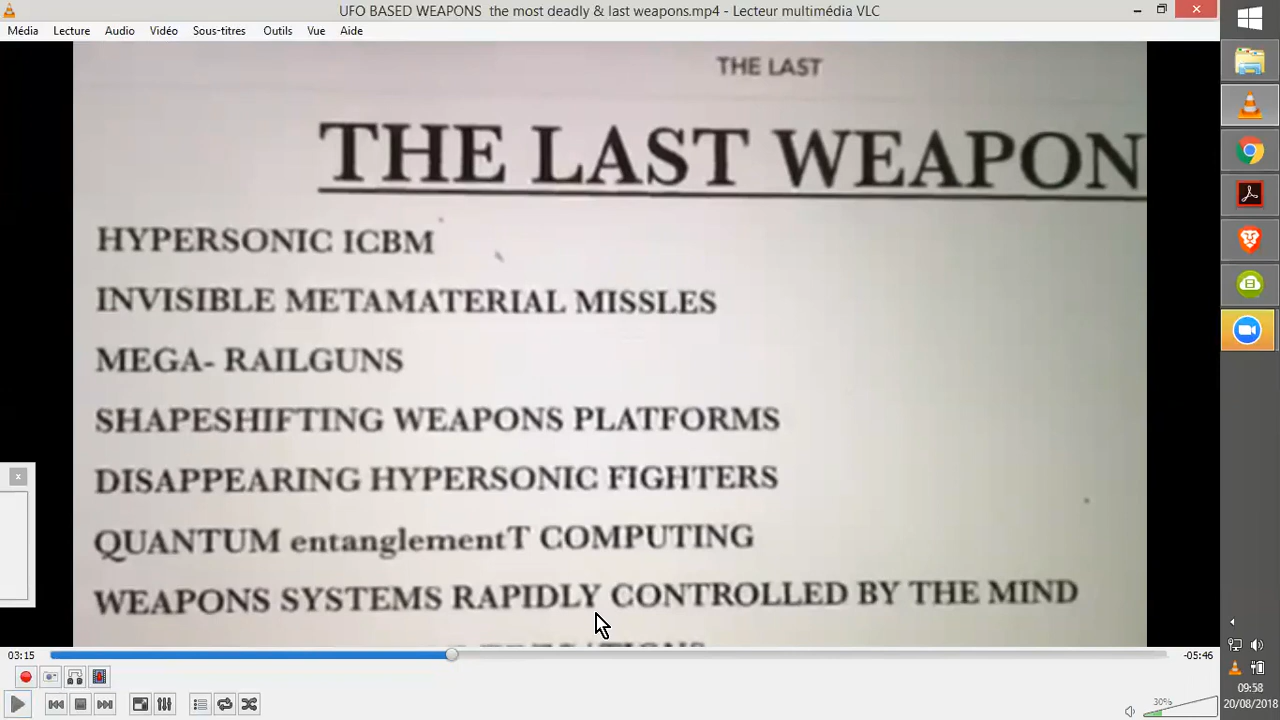 UFO BASED WEAPONS  the most deadly & last weapons.mp4 - Lecteur multimédia VLC
Média Lecture Audio Vidéo Sous-titres Outils Vue Aide
THE LAST
THE LAST WEAPON
HYPERSONIC ICBM
INVISIBLE METAMATERIAL MISSLES
MEGA- RAILGUNS
SHAPESHIFTING WEAPONS PLATFORMS
DISAPPEARING HYPERSONIC FIGHTERS
QUANTUM entanglementT COMPUTING
WEAPONS SYSTEMS RAPIDLY CONTROLLED BY THE MIND
03:15
-05:46
30%
09:58
20/08/2018